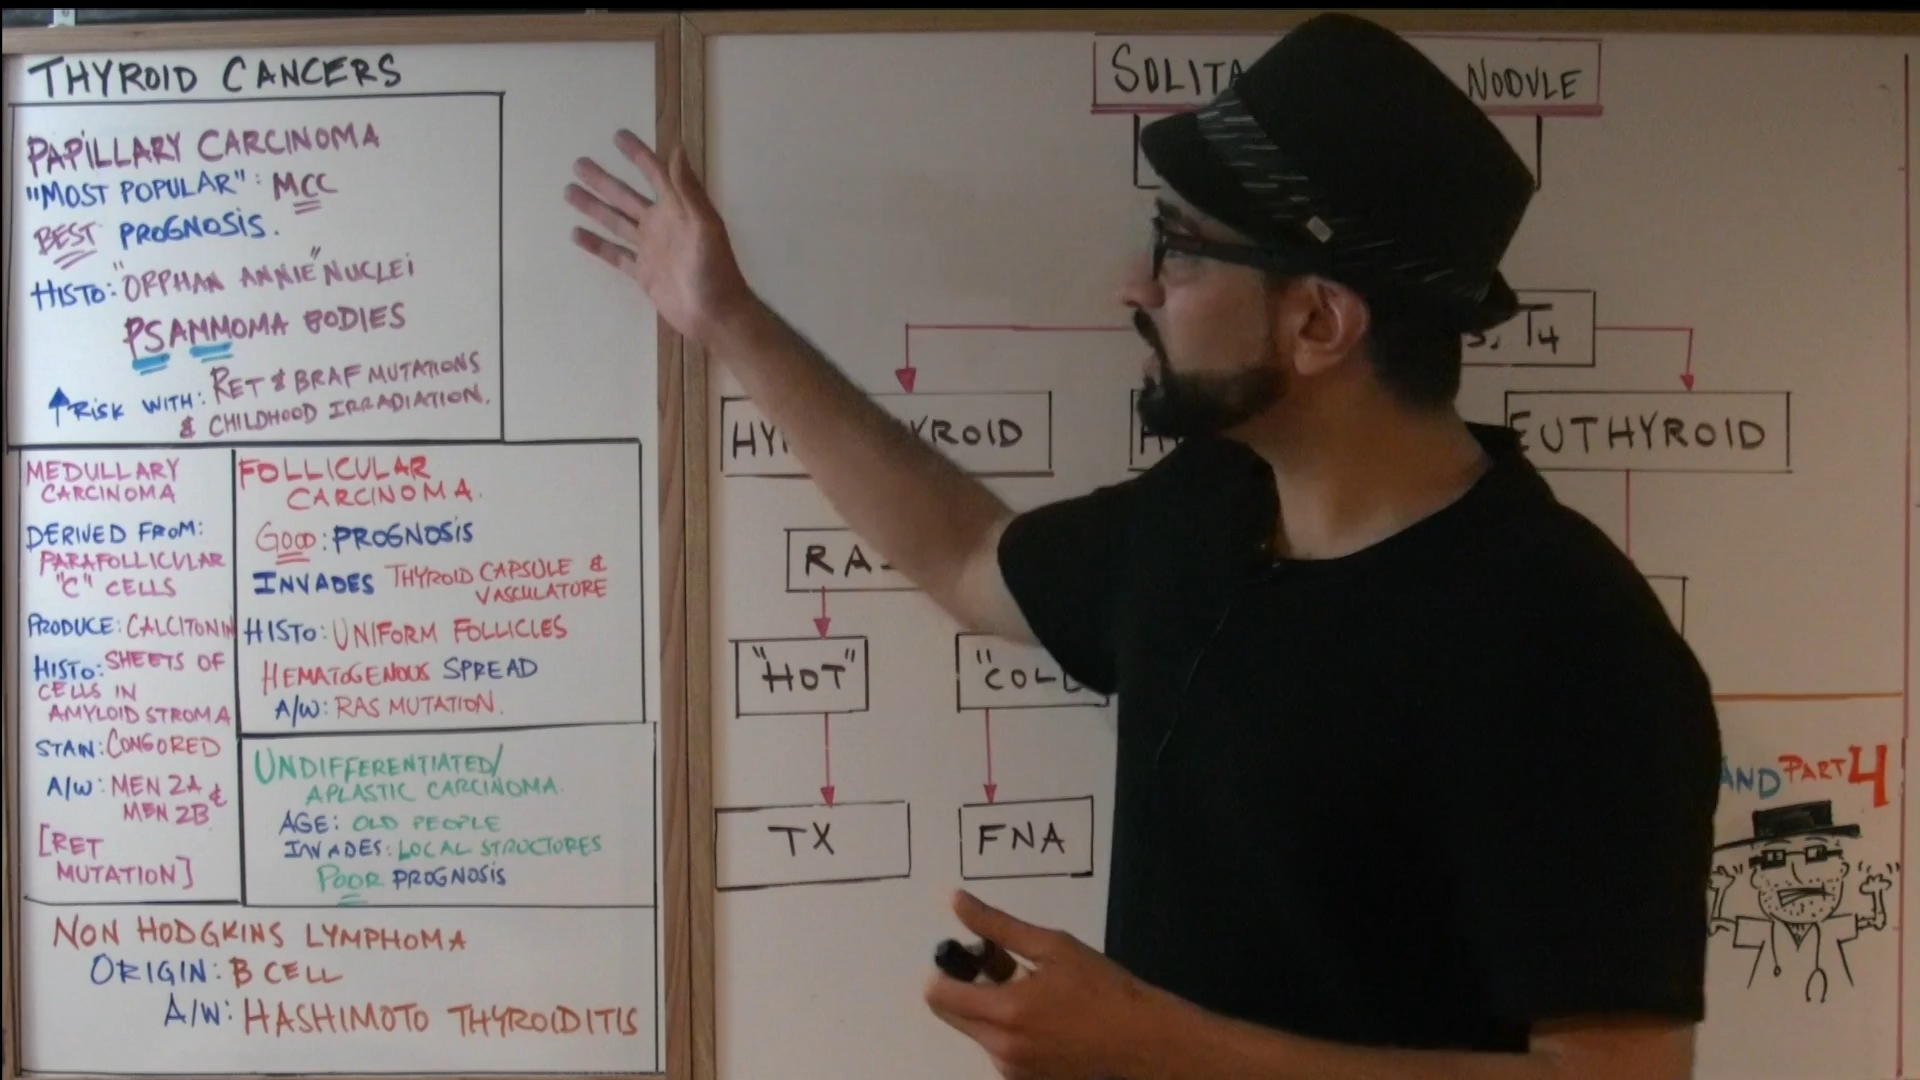 THYROID CANCERS
PAPILLARY CARCINOMA
"MOST POPULAR": MCC
BEST PROGNOSIS.
HISTO: "ORPHAN ANNIE" NUCLEI
PSAMMOMA BODIES
↑ RISK WITH: RET & BRAF MUTATIONS
& CHILDHOOD IRRADIATION.
MEDULLARY
CARCINOMA
DERIVED FROM:
PARAFOLLICULAR
"C" CELLS
PRODUCE: CALCITONIN
HISTO: SHEETS OF
CELLS IN
AMYLOID STROMA
STAIN: CONGORED
A/W: MEN 2A &
MEN 2B
[RET
MUTATION]
FOLLICULAR
CARCINOMA.
GOOD: PROGNOSIS
INVADES THYROID CAPSULE &
VASCULATORE
HISTO: UNIFORM FOLLICLES
HEMATOGENOUS SPREAD
A/W: RAS MUTATION.
UNDIFFERENTIATED/
APLASTIC CARCINOMA.
AGE: OLD PEOPLE
INVADES: LOCAL STRUCTORES
POOR PROGNOSIS
NON HODGKINS LYMPHOMA
ORIGIN: B CELL
A/W: HASHIMOTO THYROIDITIS
NODULE
T4
EUTHYROID
"HOT"
TX
FNA
AND PART 4